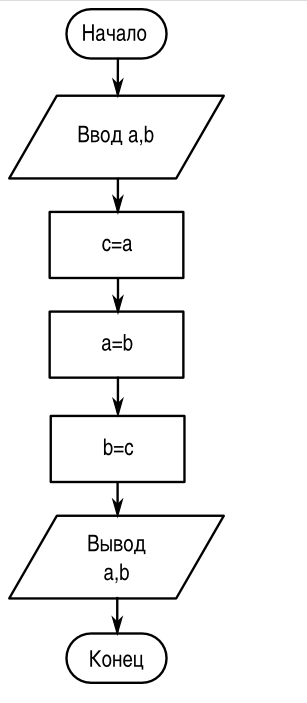 Начало
Ввод a,b
c=a
a=b
b=c
Вывод
a,b
Конец